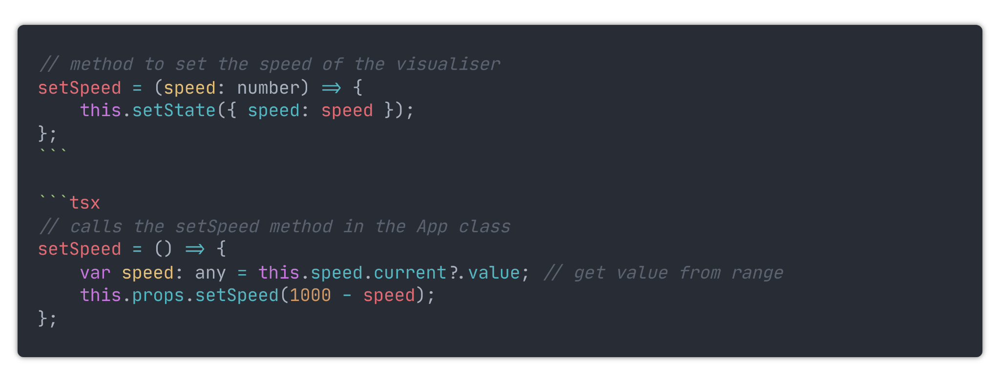 // method to set the speed of the visualiser
setSpeed = (speed: number) => {
    this.setState({ speed: speed });
};
```
```tsx
// calls the setSpeed method in the App class
setSpeed = () => {
    var speed: any = this.speed.current?.value; // get value from range
    this.props.setSpeed(1000 - speed);
};